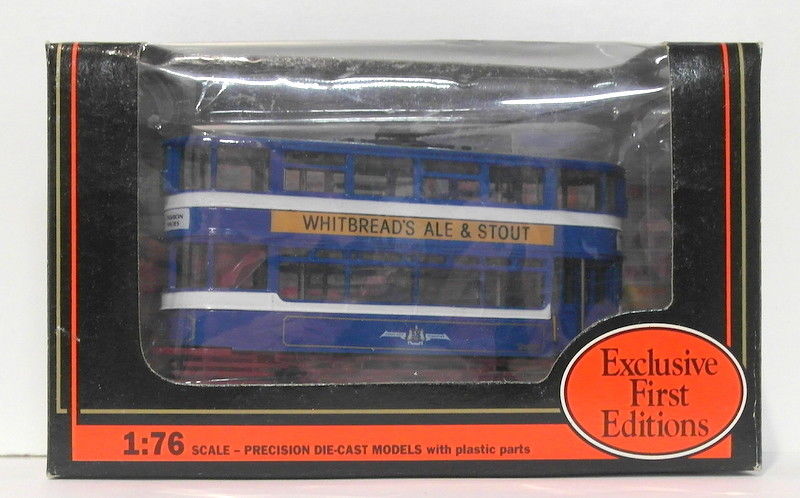 WHITBREAD'S ALE & STOUT
Exclusive
First
Editions
1:76 SCALE – PRECISION DIE-CAST MODELS with plastic parts